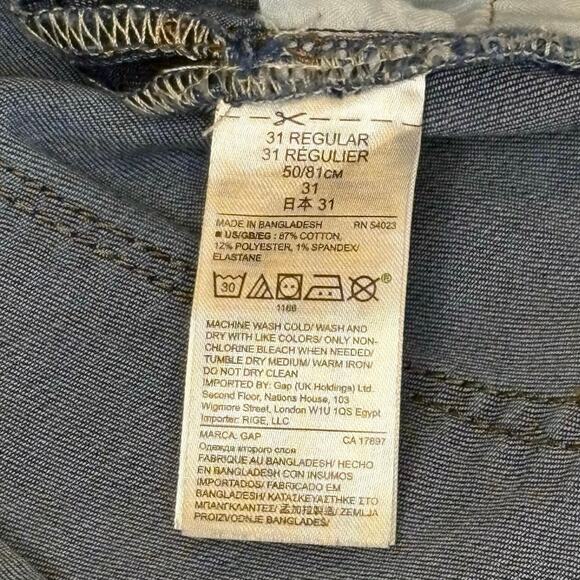 31 REGULAR
31 RÉGULIER
50/81CM
31
日本 31
MADE IN BANGLADESH RN 54023
■ US/GB/EG : 87% COTTON,
12% POLYESTER, 1% SPANDEX/
ELASTANE
30
®
1166
MACHINE WASH COLD/ WASH AND
DRY WITH LIKE COLORS/ ONLY NON-
CHLORINE BLEACH WHEN NEEDED/
TUMBLE DRY MEDIUM/ WARM IRON/
DO NOT DRY CLEAN
IMPORTED BY: Gap (UK Holdings) Ltd.
Second Floor, Nations House, 103
Wigmore Street, London W1U 1QS Egypt
Importer: RIGE, LLC
MARCA: GAP CA 17897
Одежда второго слоя
FABRIQUE AU BANGLADESH/ HECHO
EN BANGLADESH CON INSUMOS
IMPORTADOS/ FABRICADO EM
BANGLADESH/ ΚΑΤΑΣΚΕΥΑΣΤΗΚΕ ΣΤΟ
ΜΠΑΝΓΚΛΑΝΤΕΣ/ 孟加拉製造/ ZEMLJA
PROIZVODNJE BANGLADEŠ/